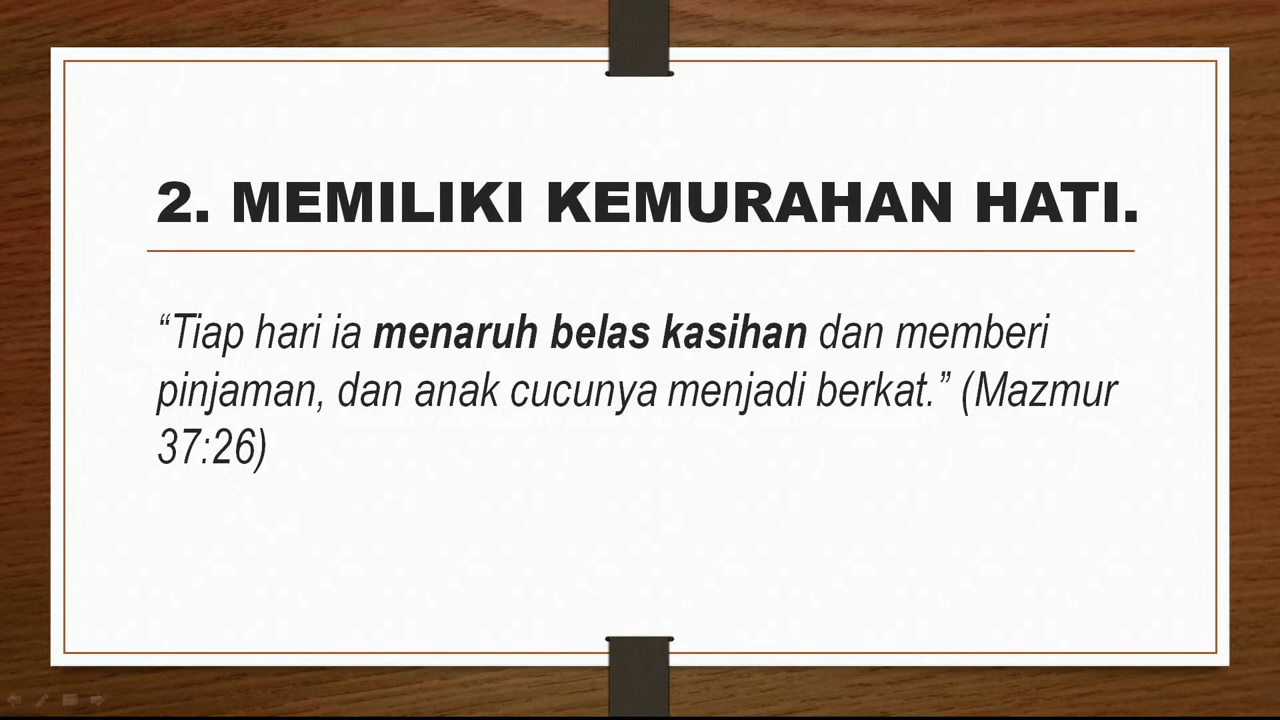 2. MEMILIKI KEMURAHAN HATI.
“Tiap hari ia menaruh belas kasihan dan memberi
pinjaman, dan anak cucunya menjadi berkat.” (Mazmur
37:26)